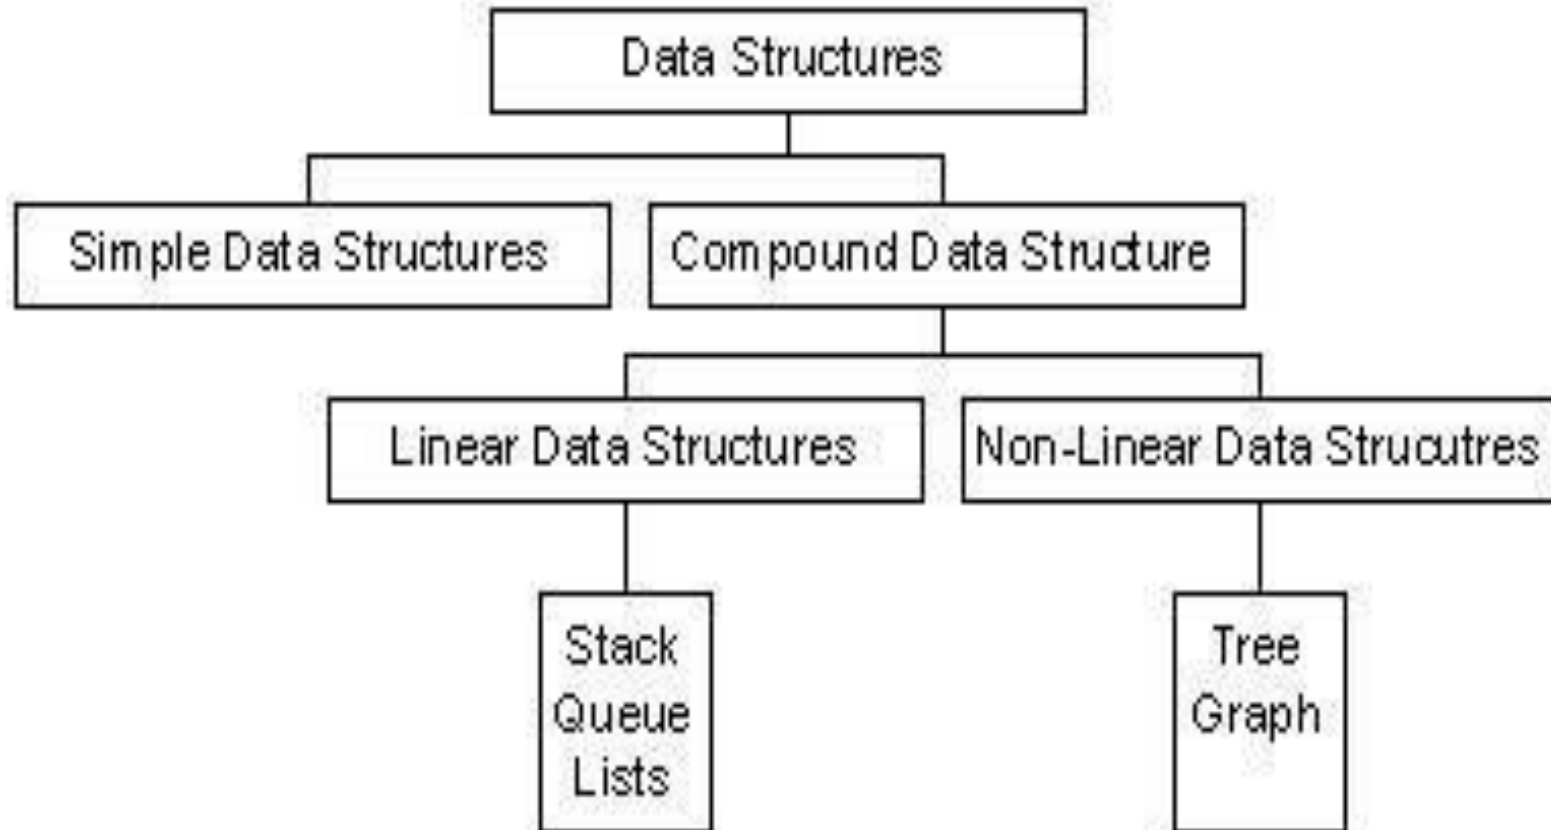 Data Structures
Simple Data Structures
Compound Data Structure
Linear Data Structures
Non-Linear Data Strucutres
Stack
Queue
Lists
Tree
Graph